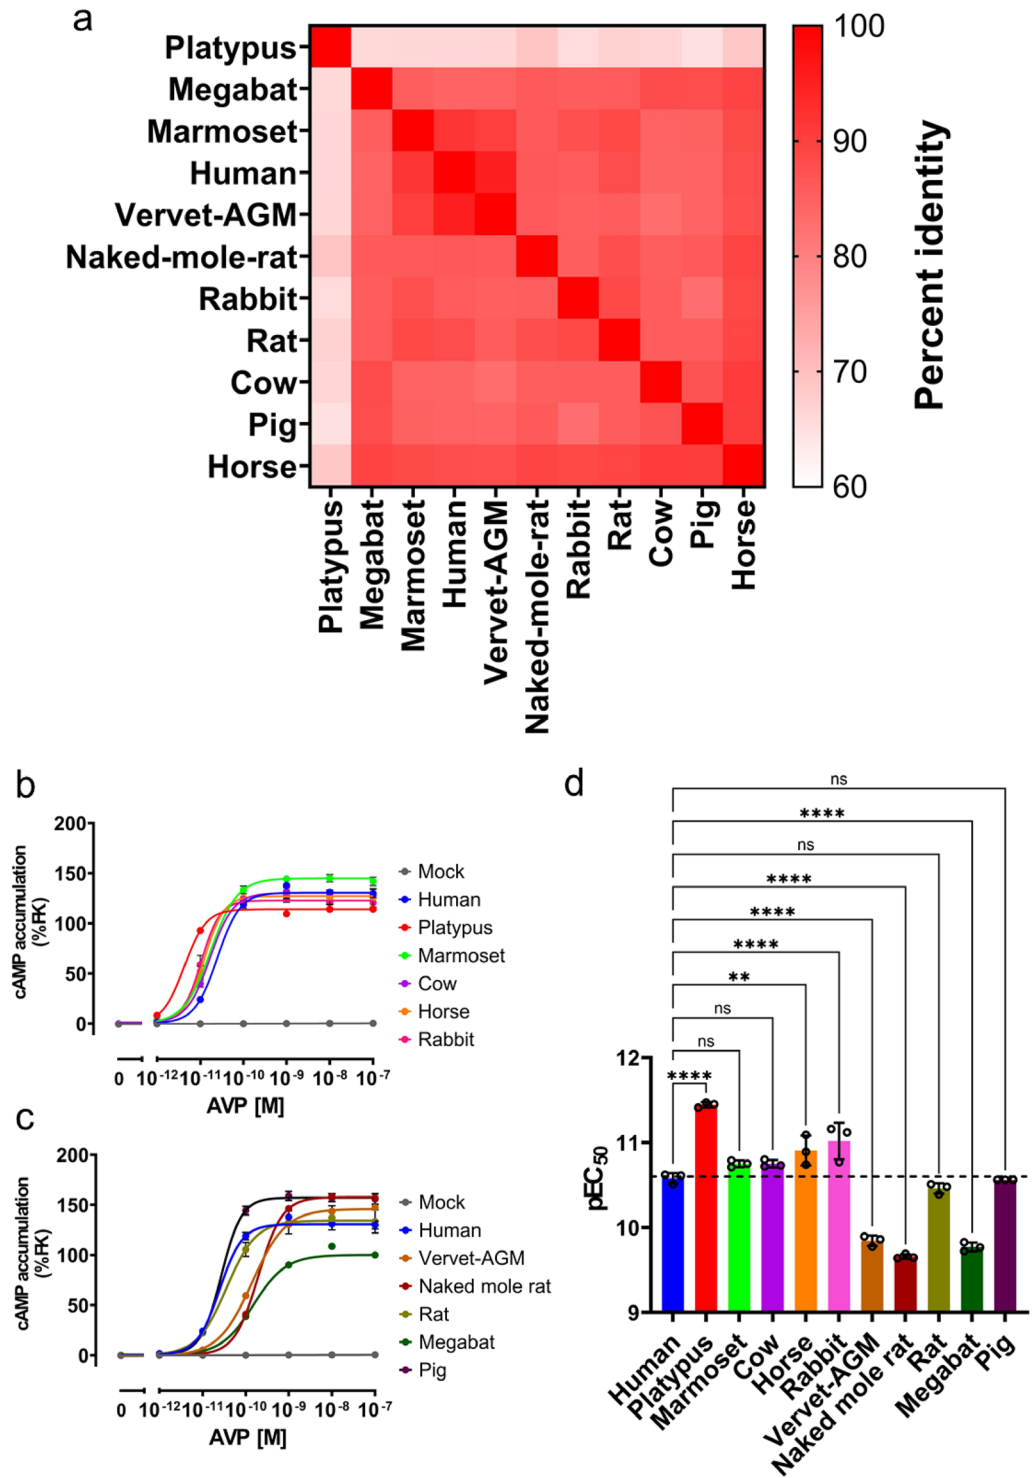 a
Platypus
Megabat
Marmoset
Human
Vervet-AGM
Naked-mole-rat
Rabbit
Rat
Cow
Pig
Horse
Platypus
Megabat
Marmoset
Human
Vervet-AGM
Naked-mole-rat
Rabbit
Rat
Cow
Pig
Horse
100
90
80
70
60
Percent identity
b
cAMP accumulation
(%FK)
200
150
100
50
0
0 10-12 10-11 10-10 10-9 10-8 10-7
AVP [M]
Mock
Human
Platypus
Marmoset
Cow
Horse
Rabbit
c
cAMP accumulation
(%FK)
200
150
100
50
0
0 10-12 10-11 10-10 10-9 10-8 10-7
AVP [M]
Mock
Human
Vervet-AGM
Naked mole rat
Rat
Megabat
Pig
d
ns
****
ns
****
****
****
**
ns
ns
****
pEC50
12
11
10
9
Human
Platypus
Marmoset
Cow
Horse
Rabbit
Vervet-AGM
Naked mole rat
Rat
Megabat
Pig